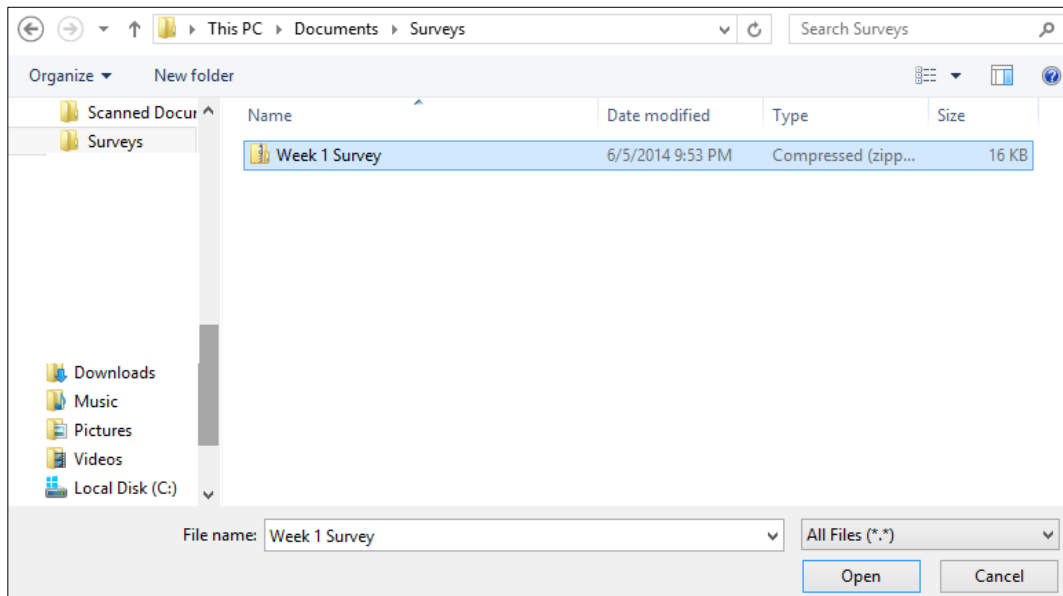 This PC Documents Surveys Search Surveys
Organize New folder
Scanned Docur Name Date modified Type Size
Surveys
Week 1 Survey 6/5/2014 9:53 PM Compressed (zipp... 16 KB
Downloads
Music
Pictures
Videos
Local Disk (C:)
File name: Week 1 Survey All Files (*.*)
Open Cancel